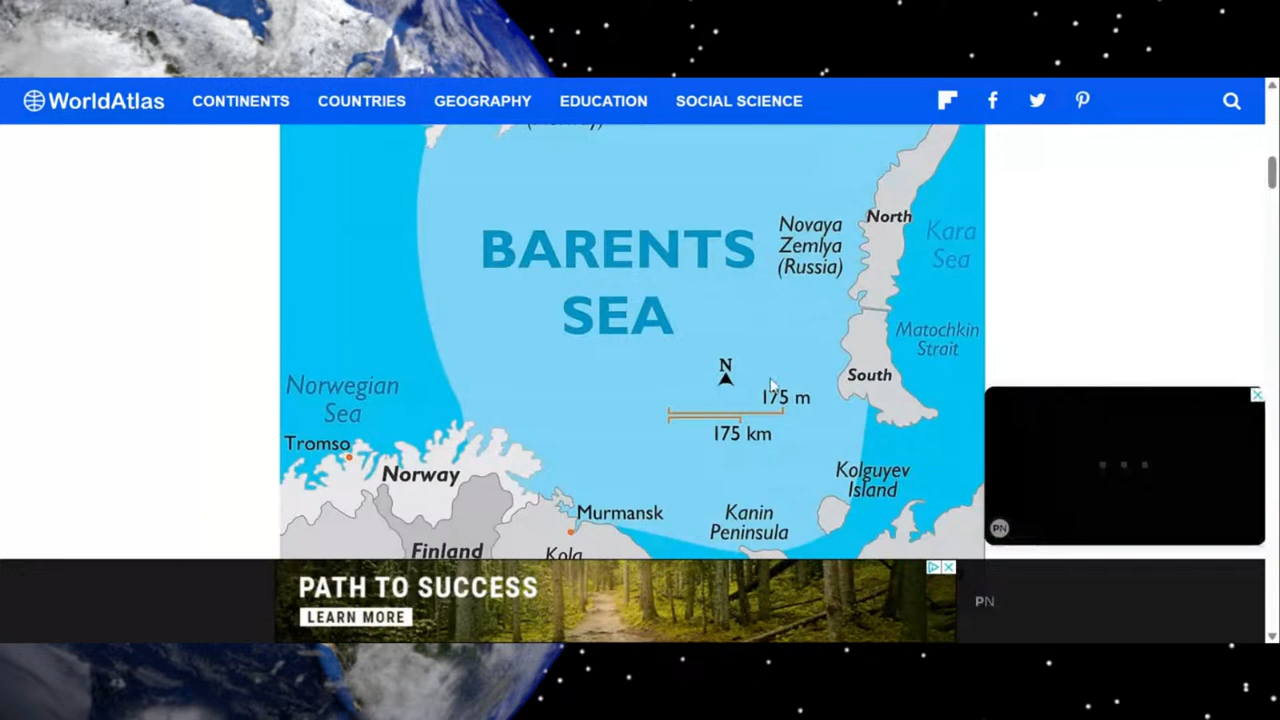 WorldAtlas
CONTINENTS
COUNTRIES
GEOGRAPHY
EDUCATION
SOCIAL SCIENCE
BARENTS
SEA
Novaya
Zemlya
(Russia)
North
Kara
Sea
Matochkin
Strait
South
N
175 m
175 km
Norwegian
Sea
Tromso
Norway
Kolguyev
Island
Murmansk
Kanin
Peninsula
Finland
Kola
PN
PATH TO SUCCESS
LEARN MORE
PN